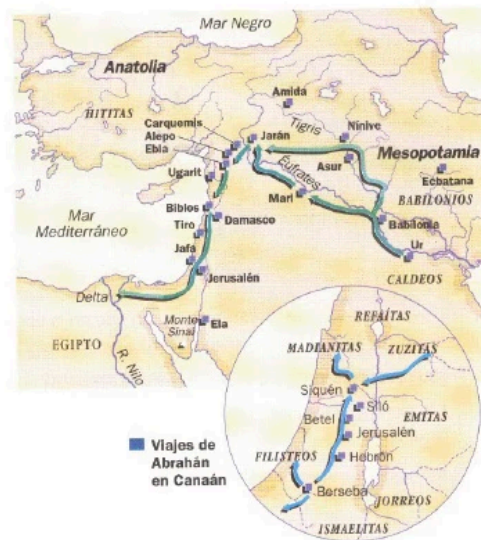 Mar Negro
Anatolia
HITITAS
Amida
Tigris
Carquemis
Alepo
Ebla
Jarán
Nínive
Asur
Mesopotamia
Ugarit
Éufrates
Mari
Ecbatana
BABILONIOS
Biblos
Tiro
Damasco
Babilonia
Mar
Mediterráneo
Jafa
Ur
Jerusalén
CALDEOS
Delta
Monte
Sinaí
Ela
EGIPTO
R. Nilo
REFAÍTAS
MADIANITAS
ZUZITAS
Siquén
Siló
Betel
EMITAS
Jerusalén
Hebrón
FILISTEOS
Berseba
JORREOS
ISMAELITAS
Viajes de
Abrahán
en Canaán